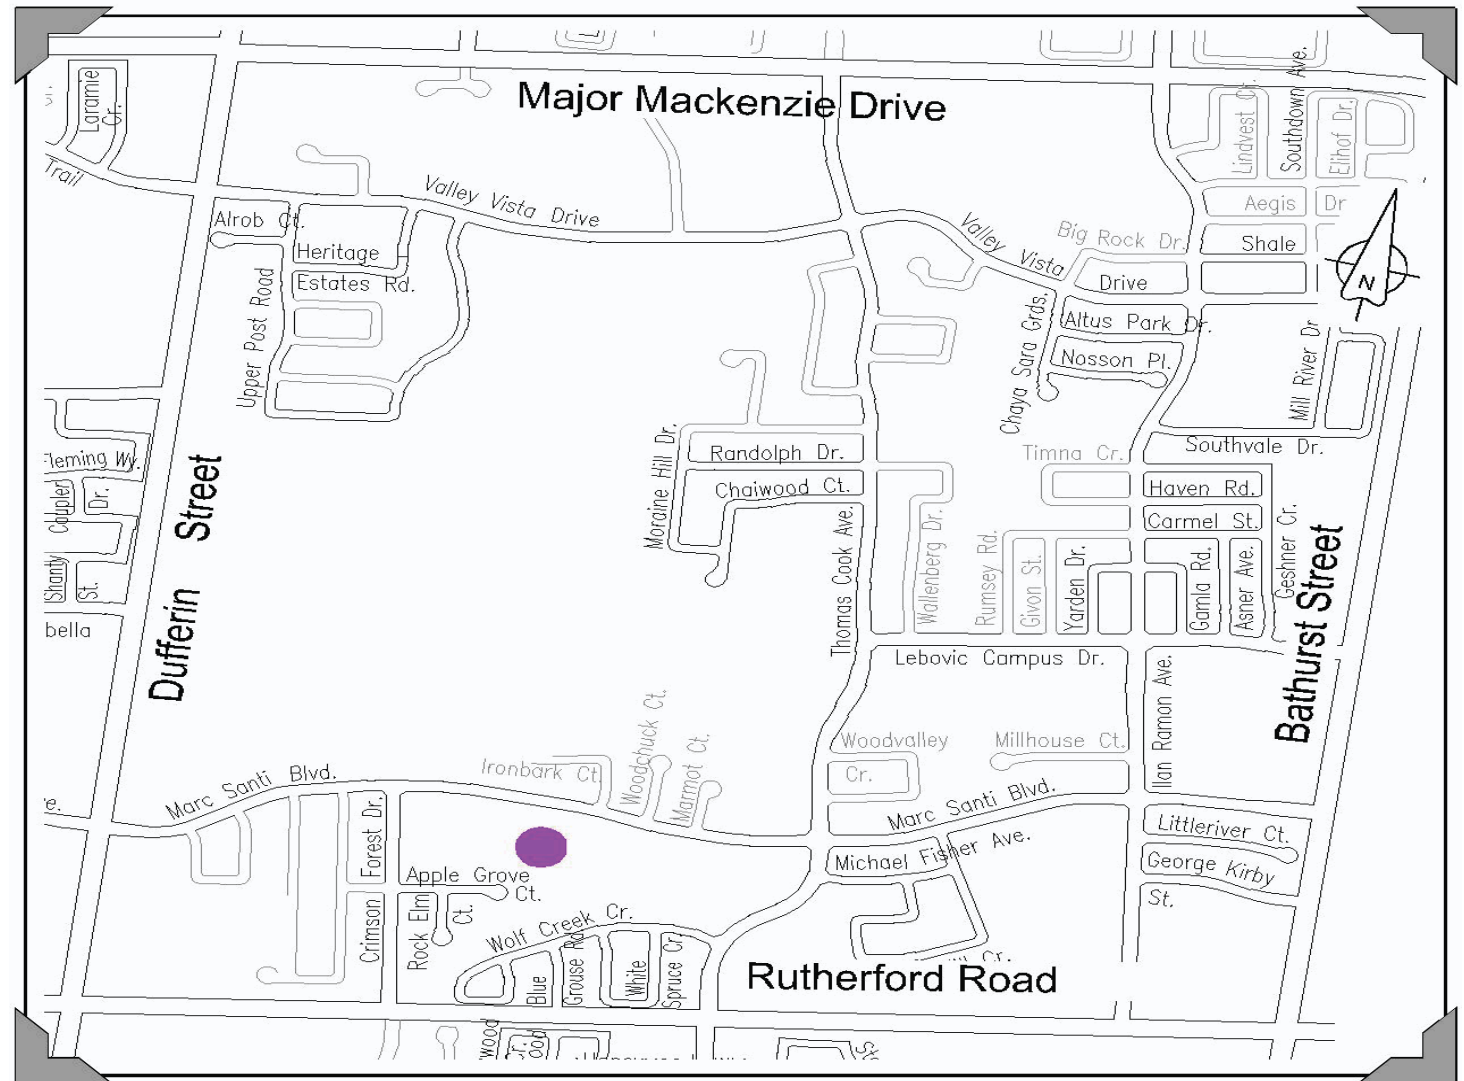 Major Mackenzie Drive
Laramie
Cr.
Trail
Lindvest Cr.
Southdown Ave.
Elihof Dr.
Valley Vista Drive
Aegis Dr
Alrob Ct.
Valley Vista
Drive
Big Rock Dr.
Shale
Heritage
Estates Rd.
N
Upper Post Road
Chaya Sara Grds.
Altus Park Dr.
Nosson Pl.
Mill River Dr
Southvale Dr.
Moraine Hill Dr.
Randolph Dr.
Chaiwood Ct.
Timna Cr.
Haven Rd.
Carmel St.
Fleming Wy.
Coupler
Dr.
Dufferin Street
Thomas Cook Ave.
Wallenberg Dr.
Rumsey Rd.
Givon St.
Yarden Dr.
Gamla Rd.
Asner Ave.
Geshner Cr.
Bathurst Street
Shanty
St.
bella
Lebovic Campus Dr.
Ilan Ramon Ave.
Woodvalley
Cr.
Millhouse Ct.
Ironbark Ct.
Woodchuck Ct.
Marmot Ct.
Marc Santi Blvd.
Marc Santi Blvd.
Littleriver Ct.
Michael Fisher Ave.
George Kirby
St.
Crimson Forest Dr.
Apple Grove
Ct.
Rock Elm
Ct.
Wolf Creek Cr.
Blue
Grouse Rd
White
Spruce Cr.
Cr.
Rutherford Road
wood
Cr.